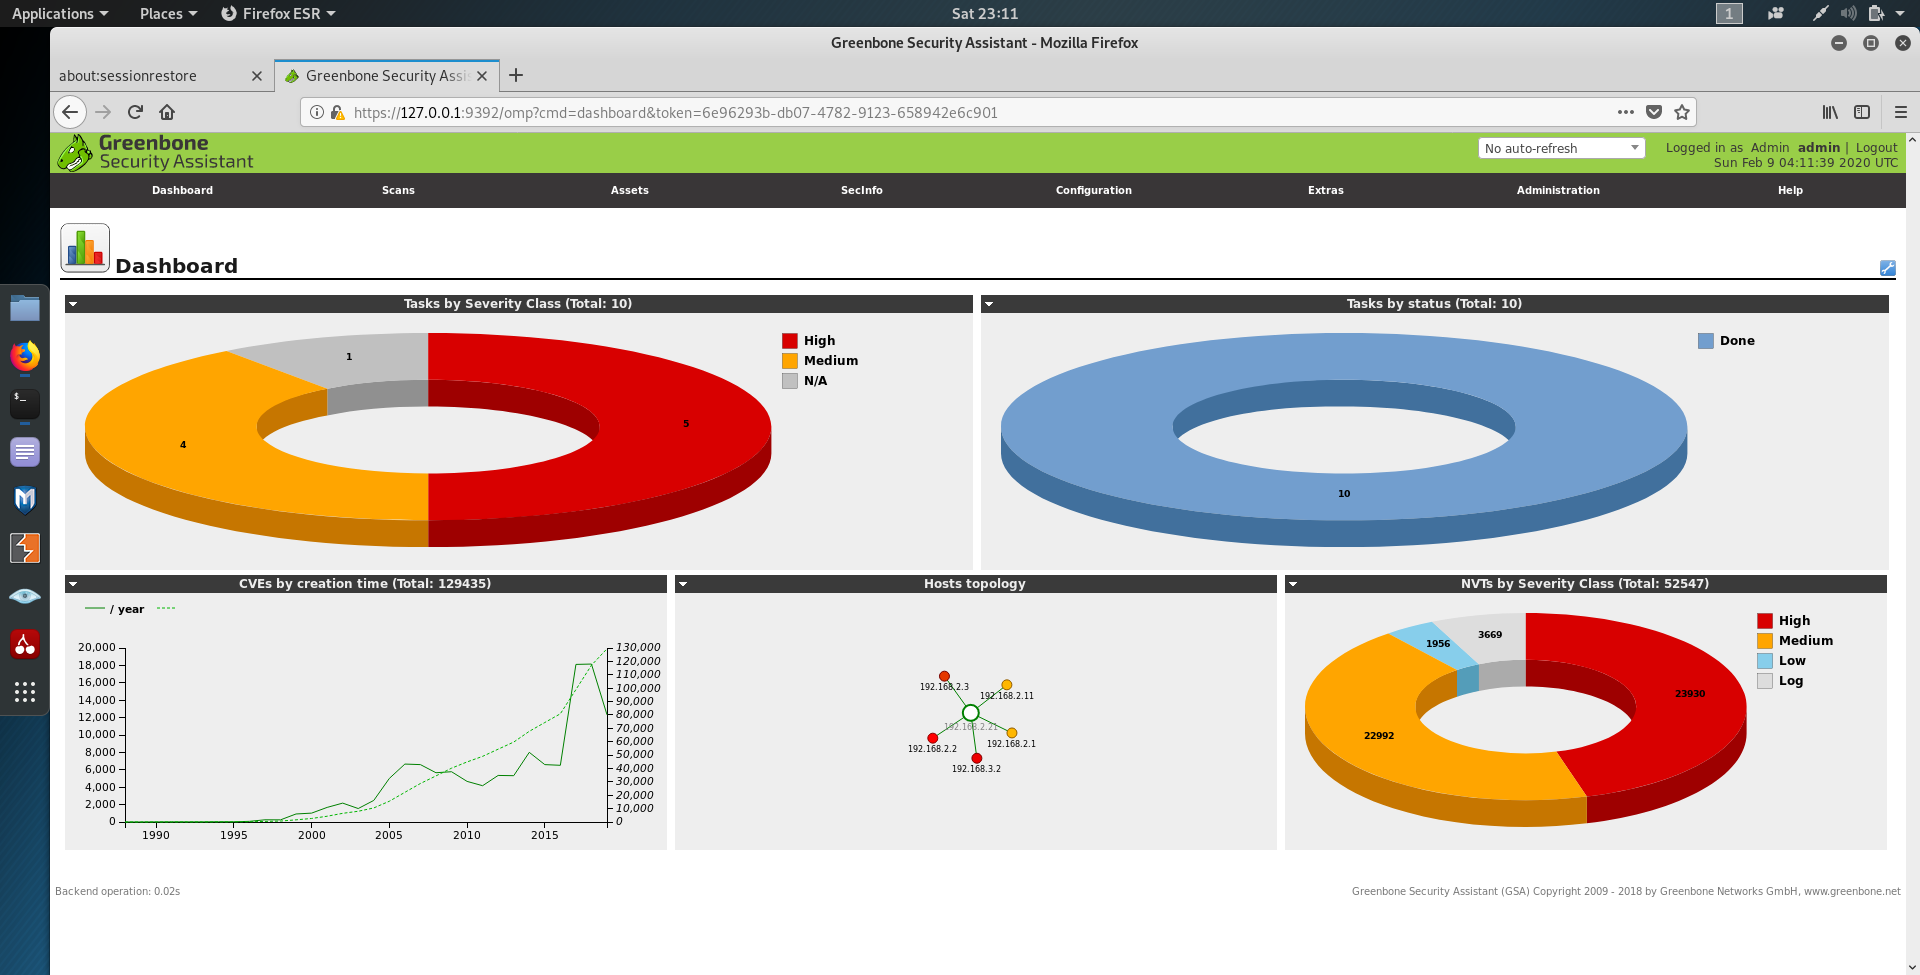 Applications Places Firefox ESR Sat 23:11 1
Greenbone Security Assistant - Mozilla Firefox
about:sessionrestore Greenbone Security Assis
https://127.0.0.1:9392/omp?cmd=dashboard&token=6e96293b-db07-4782-9123-658942e6c901
Greenbone
Security Assistant
No auto-refresh
Logged in as Admin admin | Logout
Sun Feb 9 04:11:39 2020 UTC
Dashboard Scans Assets SecInfo Configuration Extras Administration Help
Dashboard
Tasks by Severity Class (Total: 10)
1
4
5
High
Medium
N/A
Tasks by status (Total: 10)
10
Done
CVEs by creation time (Total: 129435)
/ year
20,000
18,000
16,000
14,000
12,000
10,000
8,000
6,000
4,000
2,000
0
130,000
120,000
110,000
100,000
90,000
80,000
70,000
60,000
50,000
40,000
30,000
20,000
10,000
0
1990 1995 2000 2005 2010 2015
Hosts topology
192.168.2.3
192.168.2.11
192.168.2.21
192.168.2.2
192.168.2.1
192.168.3.2
NVTs by Severity Class (Total: 52547)
3669
1956
23930
22992
High
Medium
Low
Log
Backend operation: 0.02s
Greenbone Security Assistant (GSA) Copyright 2009 - 2018 by Greenbone Networks GmbH, www.greenbone.net